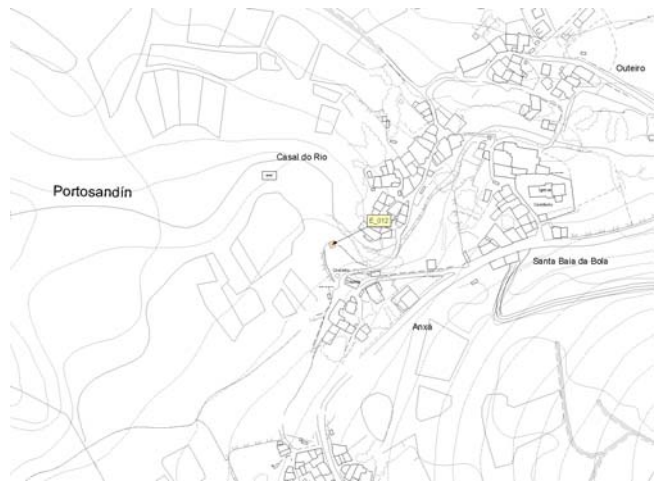 Outeiro
Casal do Rio
Portosandín
E_012
Santa Baia da Bola
Anxá